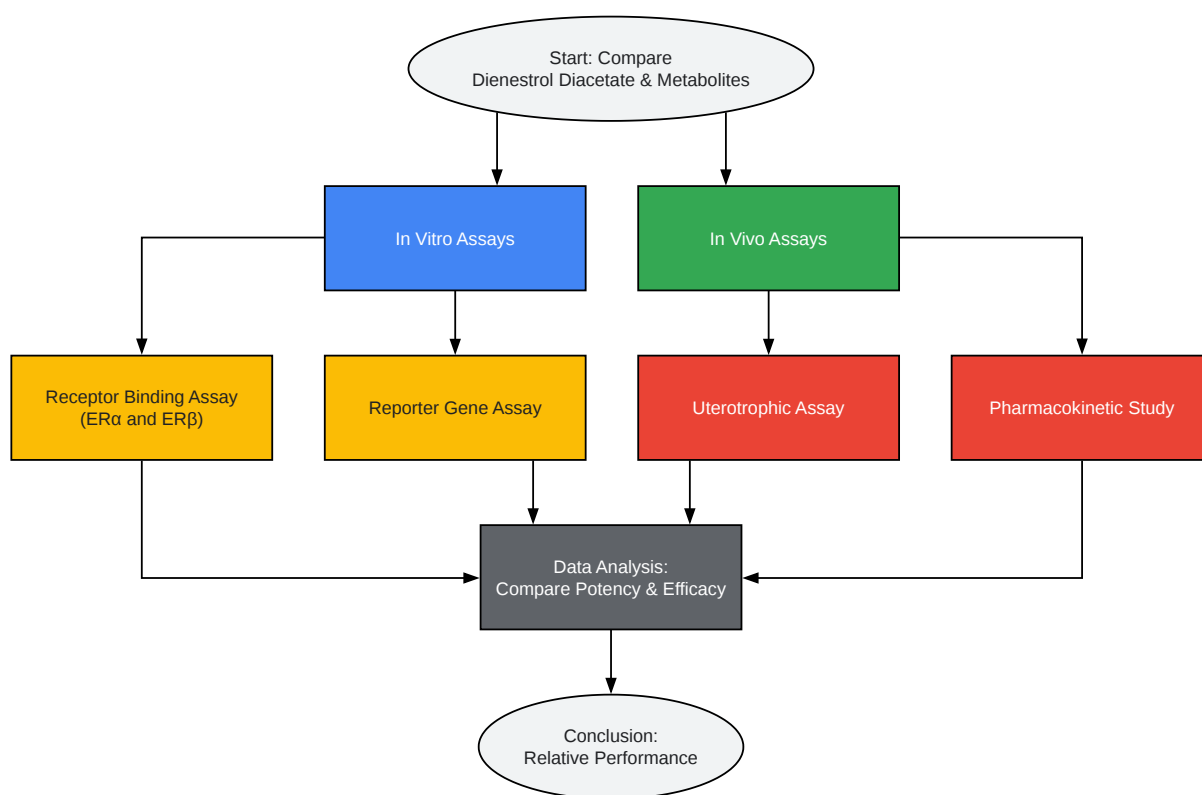 Start: Compare
Dienestrol Diacetate & Metabolites
In Vitro Assays
In Vivo Assays
Receptor Binding Assay
(ERα and ERβ)
Reporter Gene Assay
Uterotrophic Assay
Pharmacokinetic Study
Data Analysis:
Compare Potency & Efficacy
Conclusion:
Relative Performance